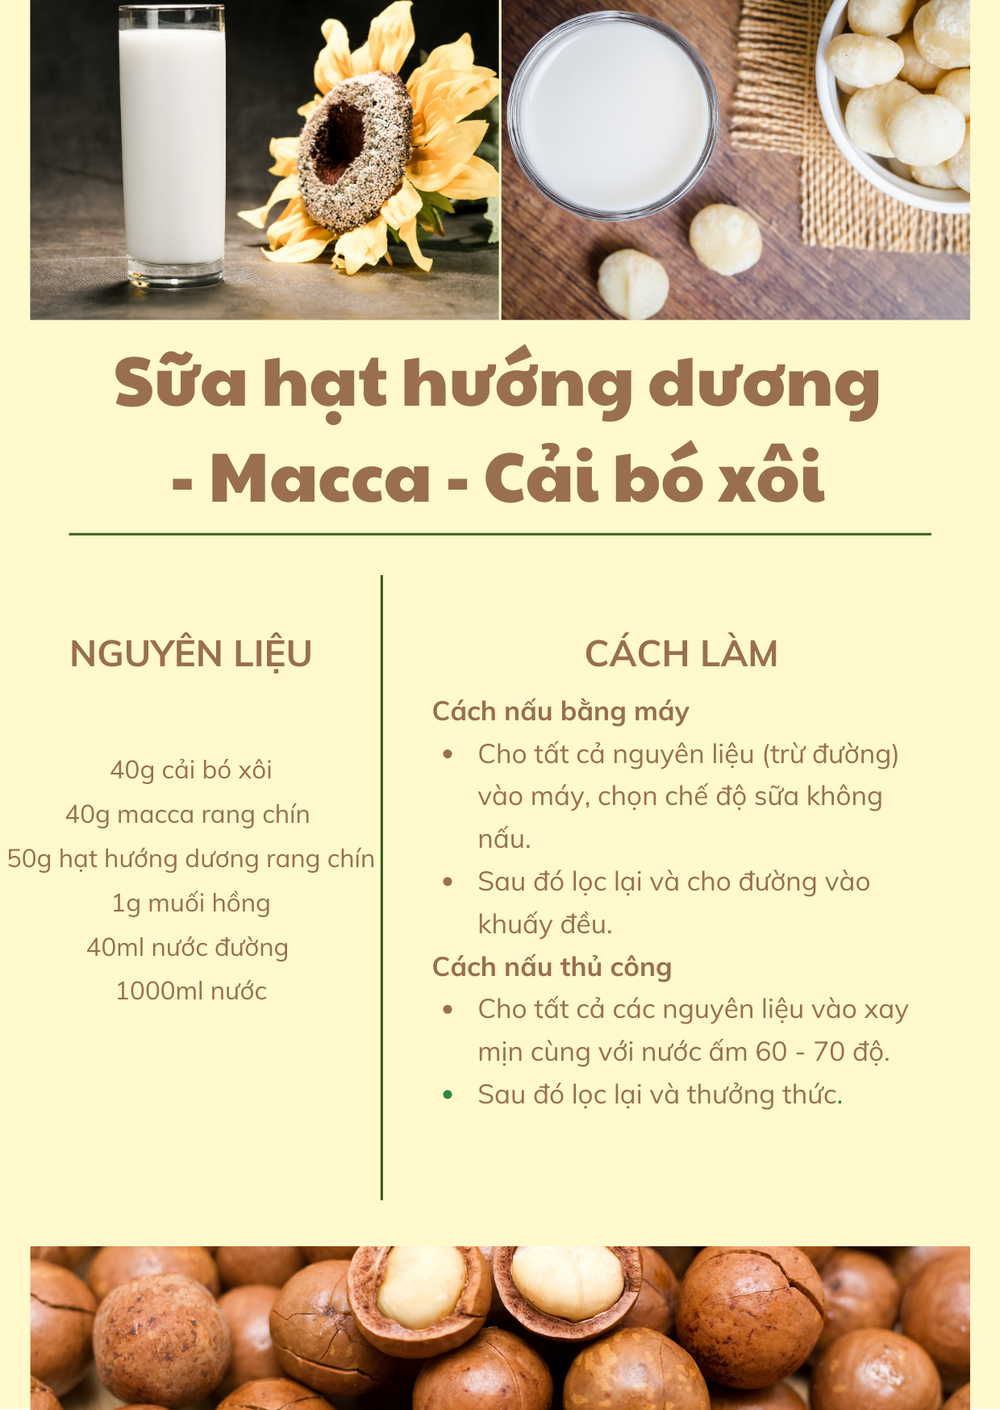 Sữa hạt hướng dương
- Macca - Cải bó xôi
NGUYÊN LIỆU
40g cải bó xôi
40g macca rang chín
50g hạt hướng dương rang chín
1g muối hồng
40ml nước đường
1000ml nước
CÁCH LÀM
Cách nấu bằng máy
• Cho tất cả nguyên liệu (trừ đường)
vào máy, chọn chế độ sữa không
nấu.
• Sau đó lọc lại và cho đường vào
khuấy đều.
Cách nấu thủ công
• Cho tất cả các nguyên liệu vào xay
mịn cùng với nước ấm 60 - 70 độ.
• Sau đó lọc lại và thưởng thức.